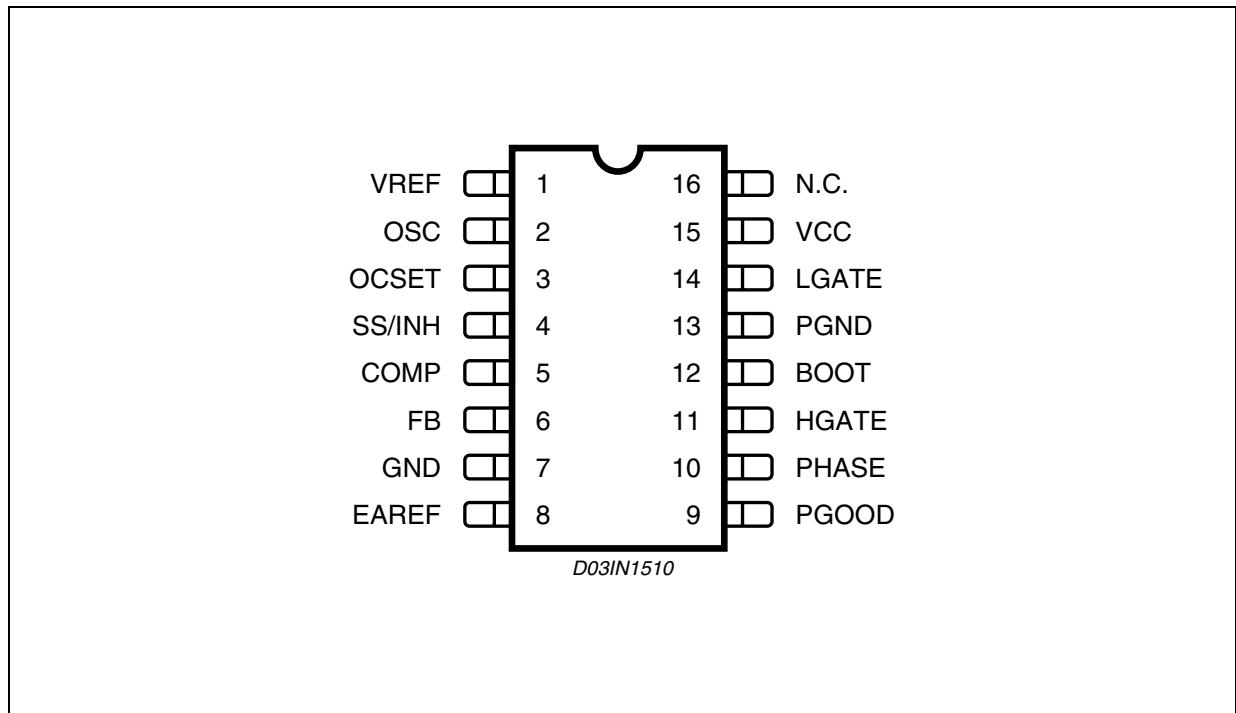 VREF 1 16 N.C.
OSC 2 15 VCC
OCSET 3 14 LGATE
SS/INH 4 13 PGND
COMP 5 12 BOOT
FB 6 11 HGATE
GND 7 10 PHASE
EAREF 8 9 PGOOD
D03IN1510